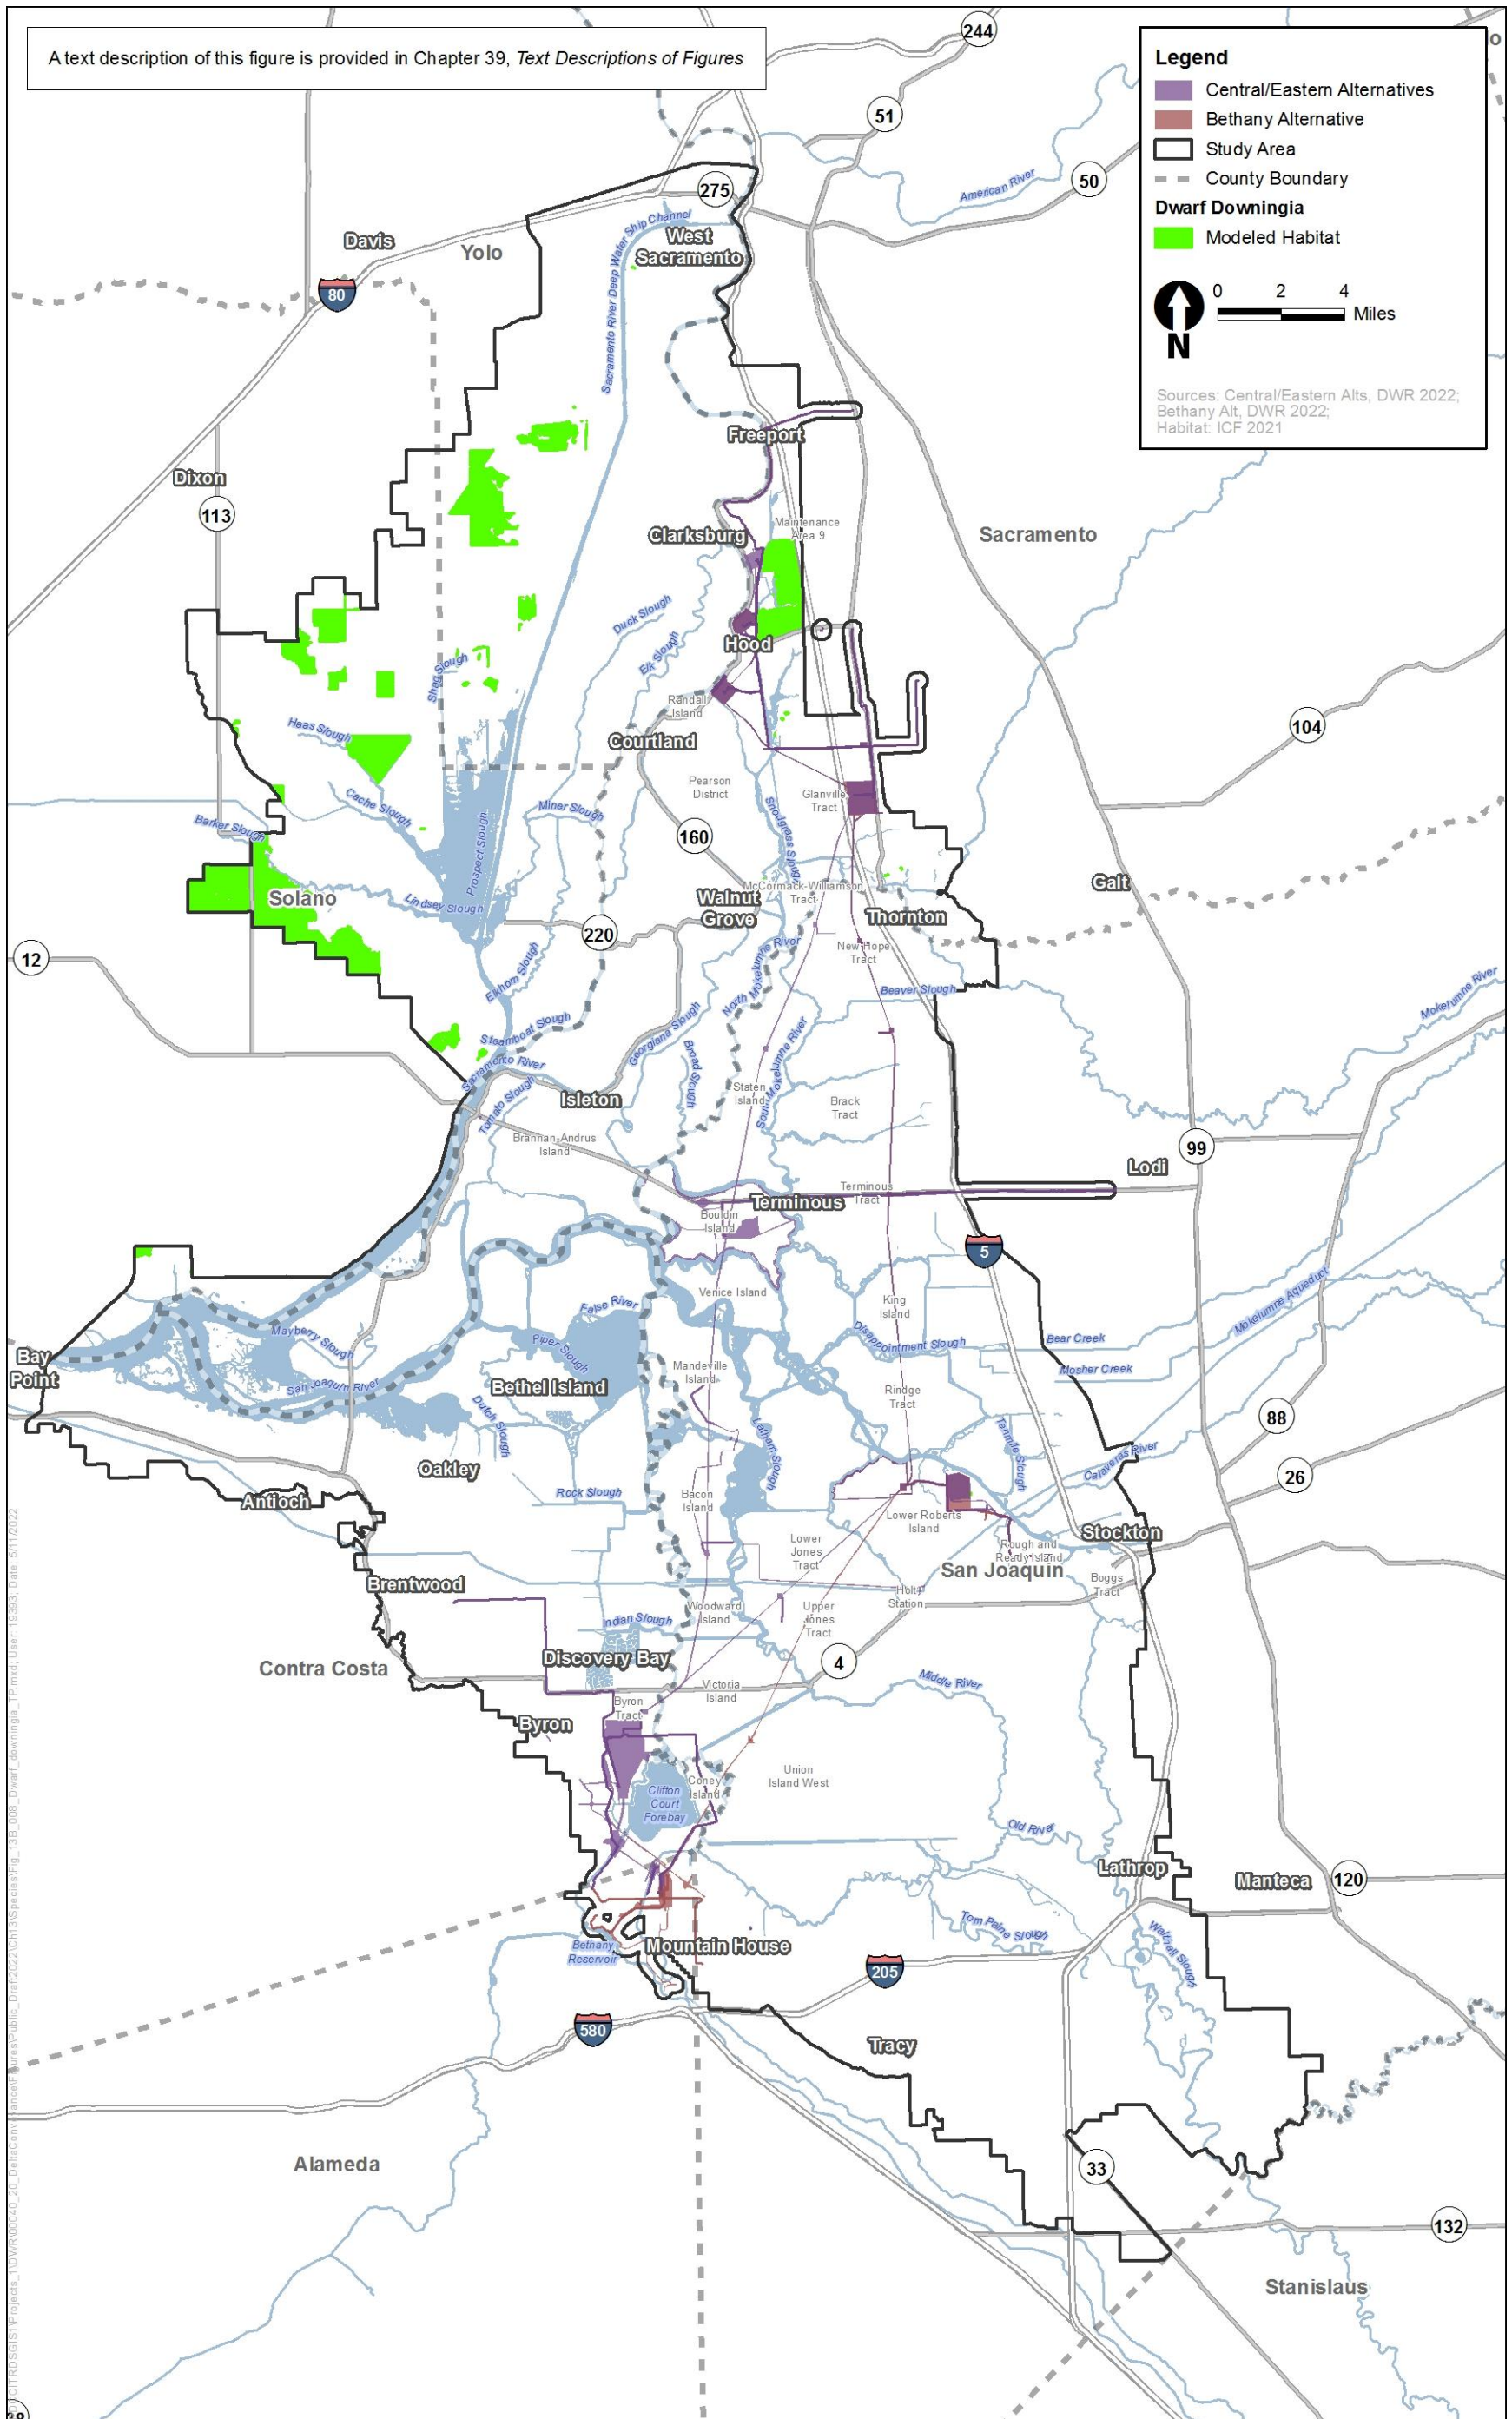 A text description of this figure is provided in Chapter 39, Text Descriptions of Figures
Legend
Central/Eastern Alternatives
Bethany Alternative
Study Area
County Boundary
Dwarf Downingia
Modeled Habitat
0 2 4
Miles
N
Sources: Central/Eastern Alts, DWR 2022;
Bethany Alt, DWR 2022;
Habitat: ICF 2021
244
51
50
American River
275
Sacramento River Deep Water Ship Channel
West
Sacramento
Davis
Yolo
80
Freeport
Dixon
113
Clarksburg
Maintenance
Area 9
Sacramento
Duck Slough
Elk Slough
Hood
Shag Slough
Randall
Island
Haas Slough
Courtland
104
Pearson
District
Glanville
Tract
Cache Slough
Miner Slough
Snodgrass Slough
Barker Slough
Prospect Slough
160
Galt
McCormack-Williamson
Tract
Walnut
Grove
Solano
Lindsey Slough
Thornton
220
12
North Mokelumne River
New Hope
Tract
Elkhorn Slough
Beaver Slough
Mokelumne River
Steamboat Slough
Georgiana Slough
Sacramento River
Broad Slough
South Mokelumne River
Staten
Island
Tomato Slough
Isleton
Brack
Tract
Brannan-Andrus
Island
99
Lodi
Terminous
Tract
Terminous
Bouldin
Island
5
Venice Island
King
Island
False River
Mokelumne Aqueduct
Mayberry Slough
Piper Slough
Disappointment Slough
Bear Creek
Bay
Point
Mosher Creek
Mandeville
Island
San Joaquin River
Bethel Island
Rindge
Tract
88
Dutch Slough
Latham Slough
Tenmile Slough
Calaveras River
Oakley
26
Rock Slough
Bacon
Island
Antioch
Lower Roberts
Island
Stockton
Lower
Jones
Tract
Rough and
Ready Island
San Joaquin
Boggs
Tract
Brentwood
Holt
Station
Woodward
Island
Upper
Jones
Tract
Indian Slough
Discovery Bay
4
Contra Costa
Middle River
Victoria
Island
Byron
Tract
Byron
Union
Island West
Coney
Island
Clifton
Court
Forebay
Old River
Lathrop
Manteca
120
Tom Paine Slough
Walthall Slough
Bethany
Reservoir
Mountain House
205
580
Tracy
Alameda
33
132
Stanislaus